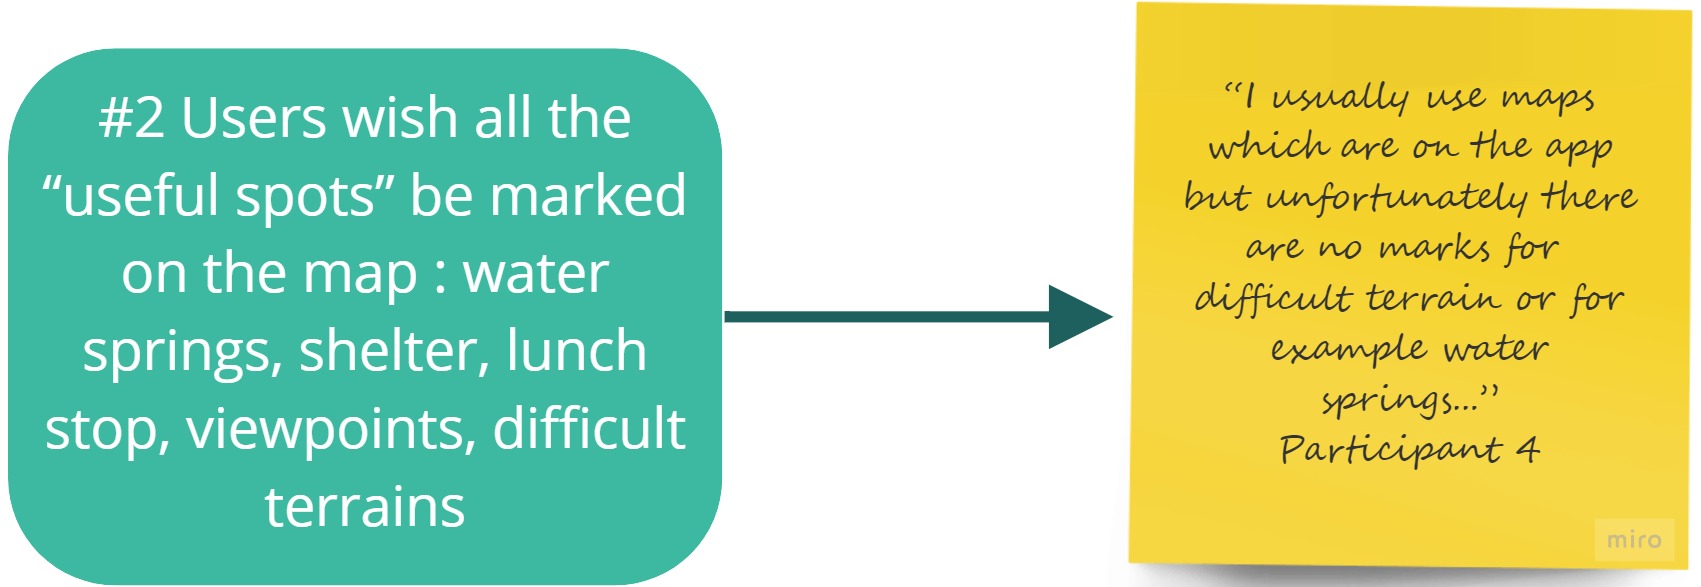 #2 Users wish all the
“useful spots” be marked
on the map : water
springs, shelter, lunch
stop, viewpoints, difficult
terrains
“I usually use maps
which are on the app
but unfortunately there
are no marks for
difficult terrain or for
example water
springs...”
Participant 4
miro